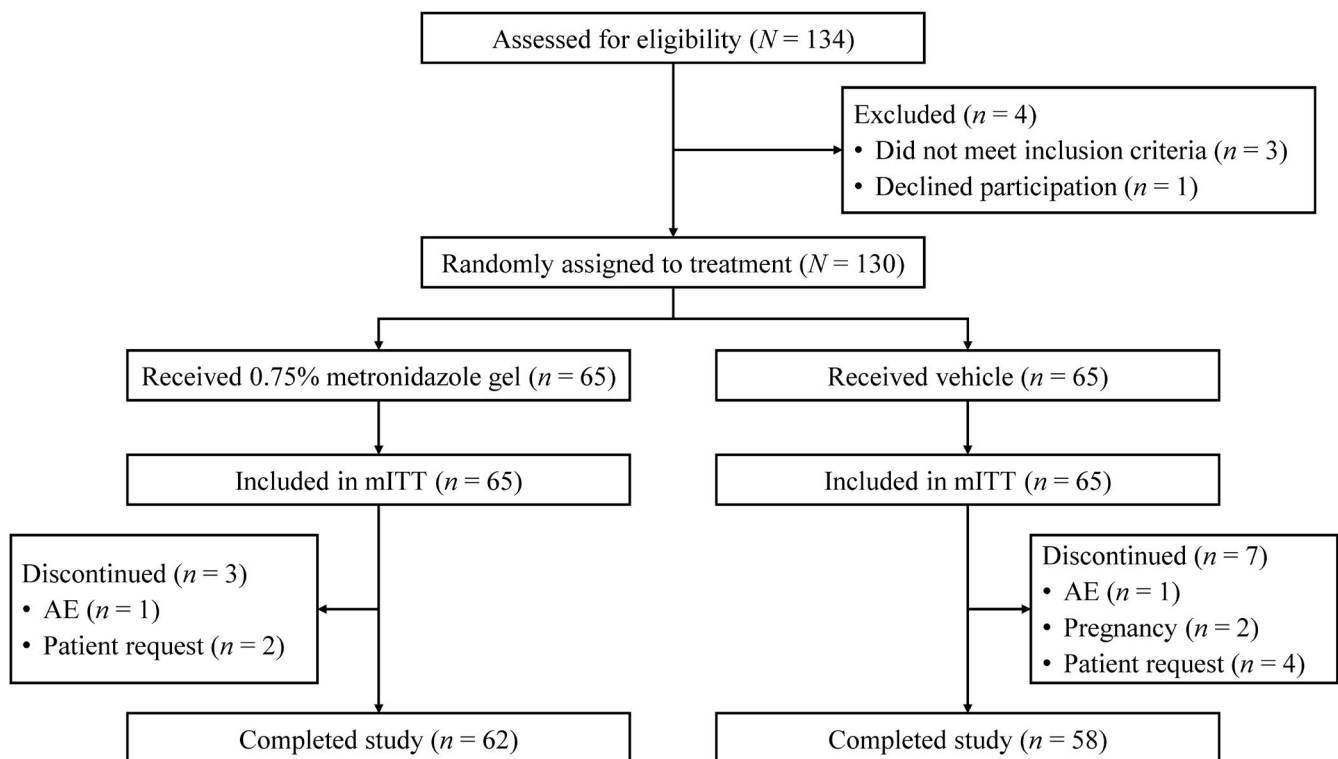 Assessed for eligibility (N = 134)
Excluded (n = 4)
• Did not meet inclusion criteria (n = 3)
• Declined participation (n = 1)
Randomly assigned to treatment (N = 130)
Received 0.75% metronidazole gel (n = 65)
Received vehicle (n = 65)
Included in mITT (n = 65)
Included in mITT (n = 65)
Discontinued (n = 3)
• AE (n = 1)
• Patient request (n = 2)
Discontinued (n = 7)
• AE (n = 1)
• Pregnancy (n = 2)
• Patient request (n = 4)
Completed study (n = 62)
Completed study (n = 58)